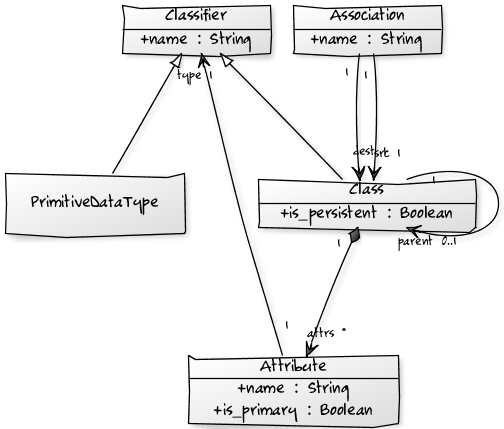 Classifier
+name : String
Association
+name : String
type 1
1
1
dest
src 1
PrimitiveDataType
Class
+is_persistent : Boolean
1
1
parent 0..1
1
attrs *
Attribute
+name : String
+is_primary : Boolean